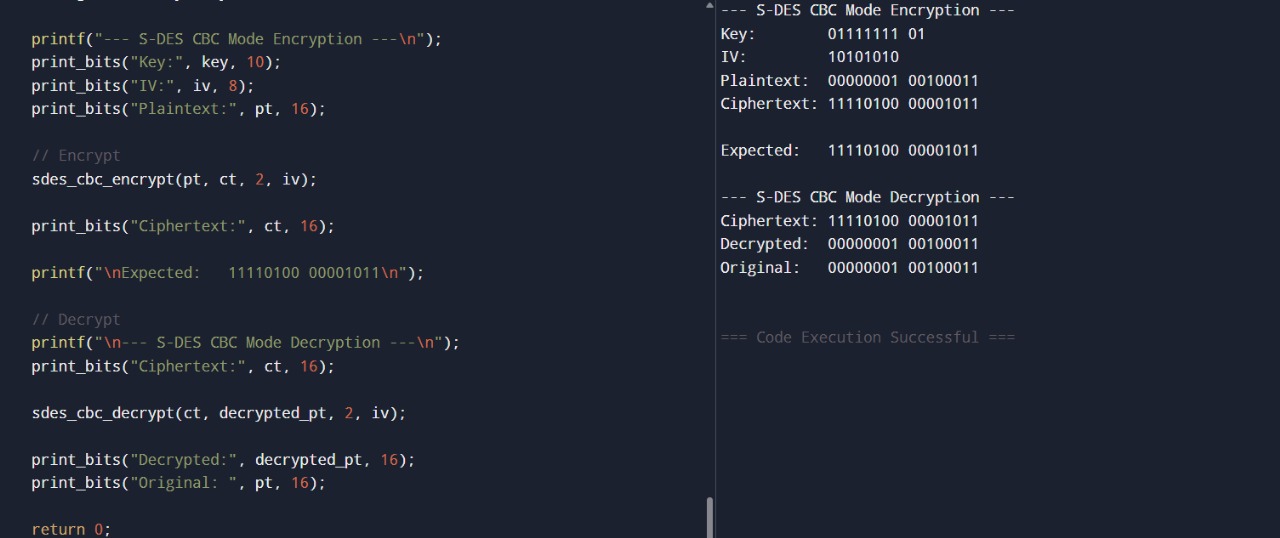 printf("--- S-DES CBC Mode Encryption ---\n");
print_bits("Key:", key, 10);
print_bits("IV:", iv, 8);
print_bits("Plaintext:", pt, 16);
// Encrypt
sdes_cbc_encrypt(pt, ct, 2, iv);
print_bits("Ciphertext:", ct, 16);
printf("\nExpected:   11110100 00001011\n");
// Decrypt
printf("\n--- S-DES CBC Mode Decryption ---\n");
print_bits("Ciphertext:", ct, 16);
sdes_cbc_decrypt(ct, decrypted_pt, 2, iv);
print_bits("Decrypted:", decrypted_pt, 16);
print_bits("Original: ", pt, 16);
return 0;
--- S-DES CBC Mode Encryption ---
Key:        01111111 01
IV:         10101010
Plaintext:  00000001 00100011
Ciphertext: 11110100 00001011
Expected:   11110100 00001011
--- S-DES CBC Mode Decryption ---
Ciphertext: 11110100 00001011
Decrypted:  00000001 00100011
Original:   00000001 00100011
=== Code Execution Successful ===